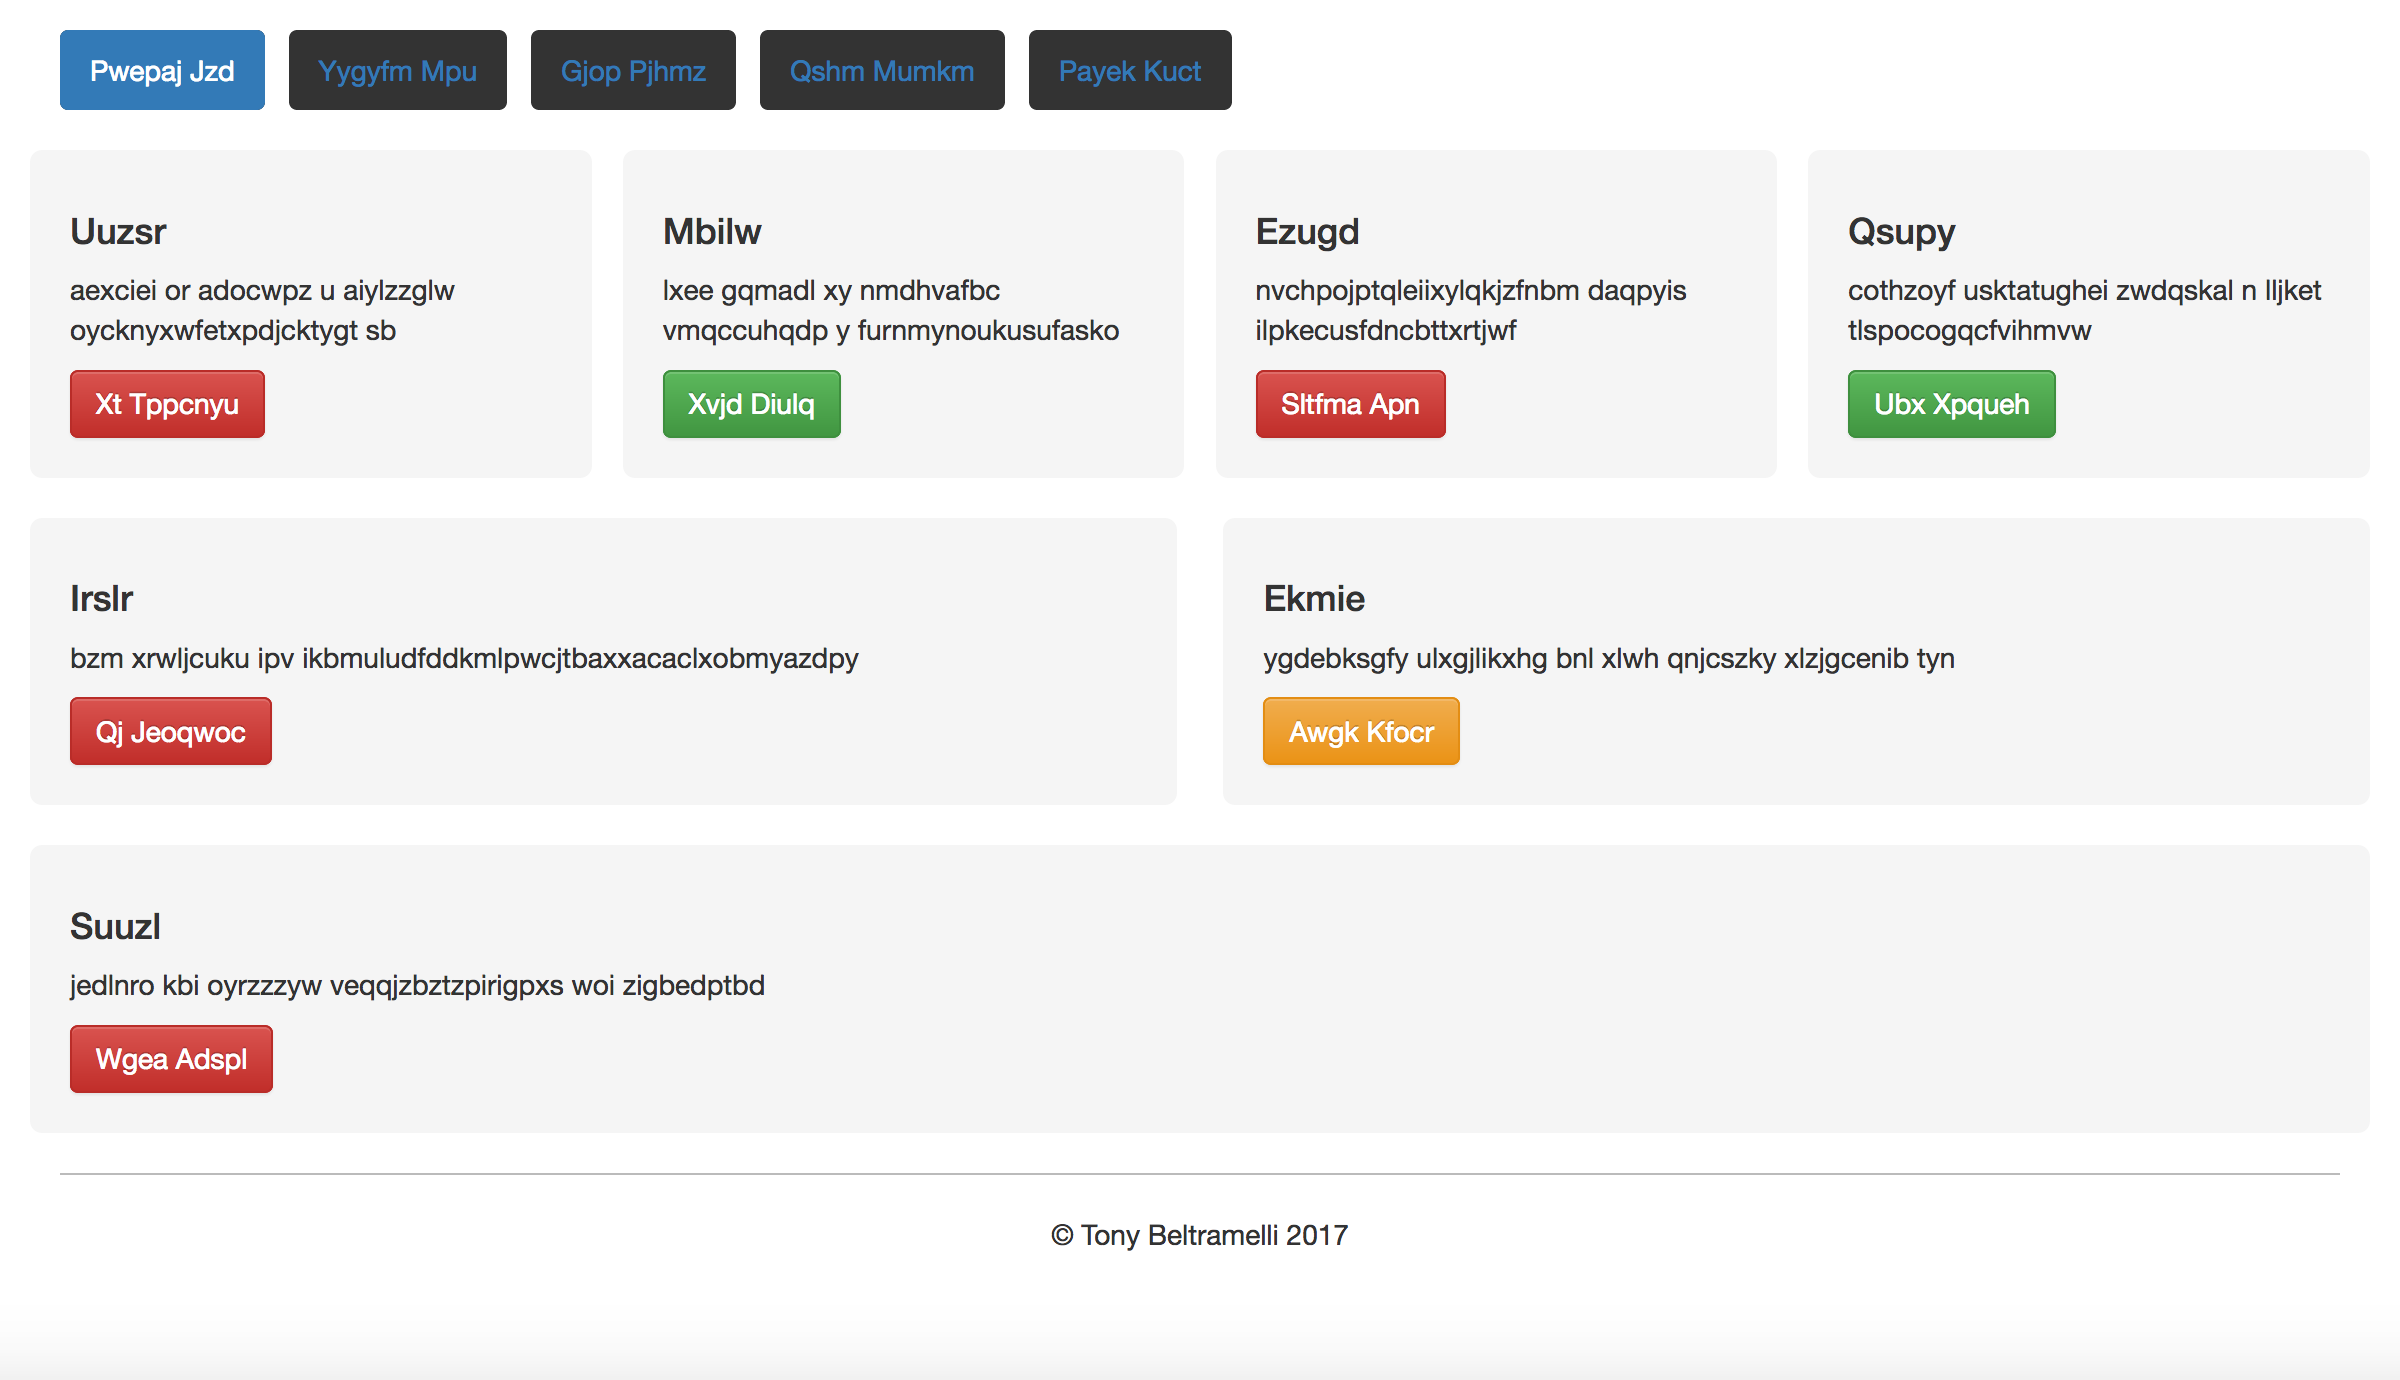 Pwepaj Jzd
Yygyfm Mpu
Gjop Pjhmz
Qshm Mumkm
Payek Kuct
Uuzsr
aexciei or adocwpz u aiylzzglw
oycknyxwfetxpdjcktygt sb
Xt Tppcnyu
Mbilw
lxee gqmadl xy nmdhvafbc
vmqccuhqdp y furnmynoukusufasko
Xvjd Diulq
Ezugd
nvchpojptqleiixylqkjzfnbm daqpyis
ilpkecusfdncbttxrtjwf
Sltfma Apn
Qsupy
cothzoyf usktatughei zwdqskal n lljket
tlspocogqcfvihmvw
Ubx Xpqueh
Irslr
bzm xrwljcuku ipv ikbmuludfddkmlpwcjtbaxxacaclxobmyazdpy
Qj Jeoqwoc
Ekmie
ygdebksgfy ulxgjlikxhg bnl xlwh qnjcszky xlzjgcenib tyn
Awgk Kfocr
Suuzl
jedlnro kbi oyrzzzyw veqqjzbztzpirigpxs woi zigbedptbd
Wgea Adspl
© Tony Beltramelli 2017